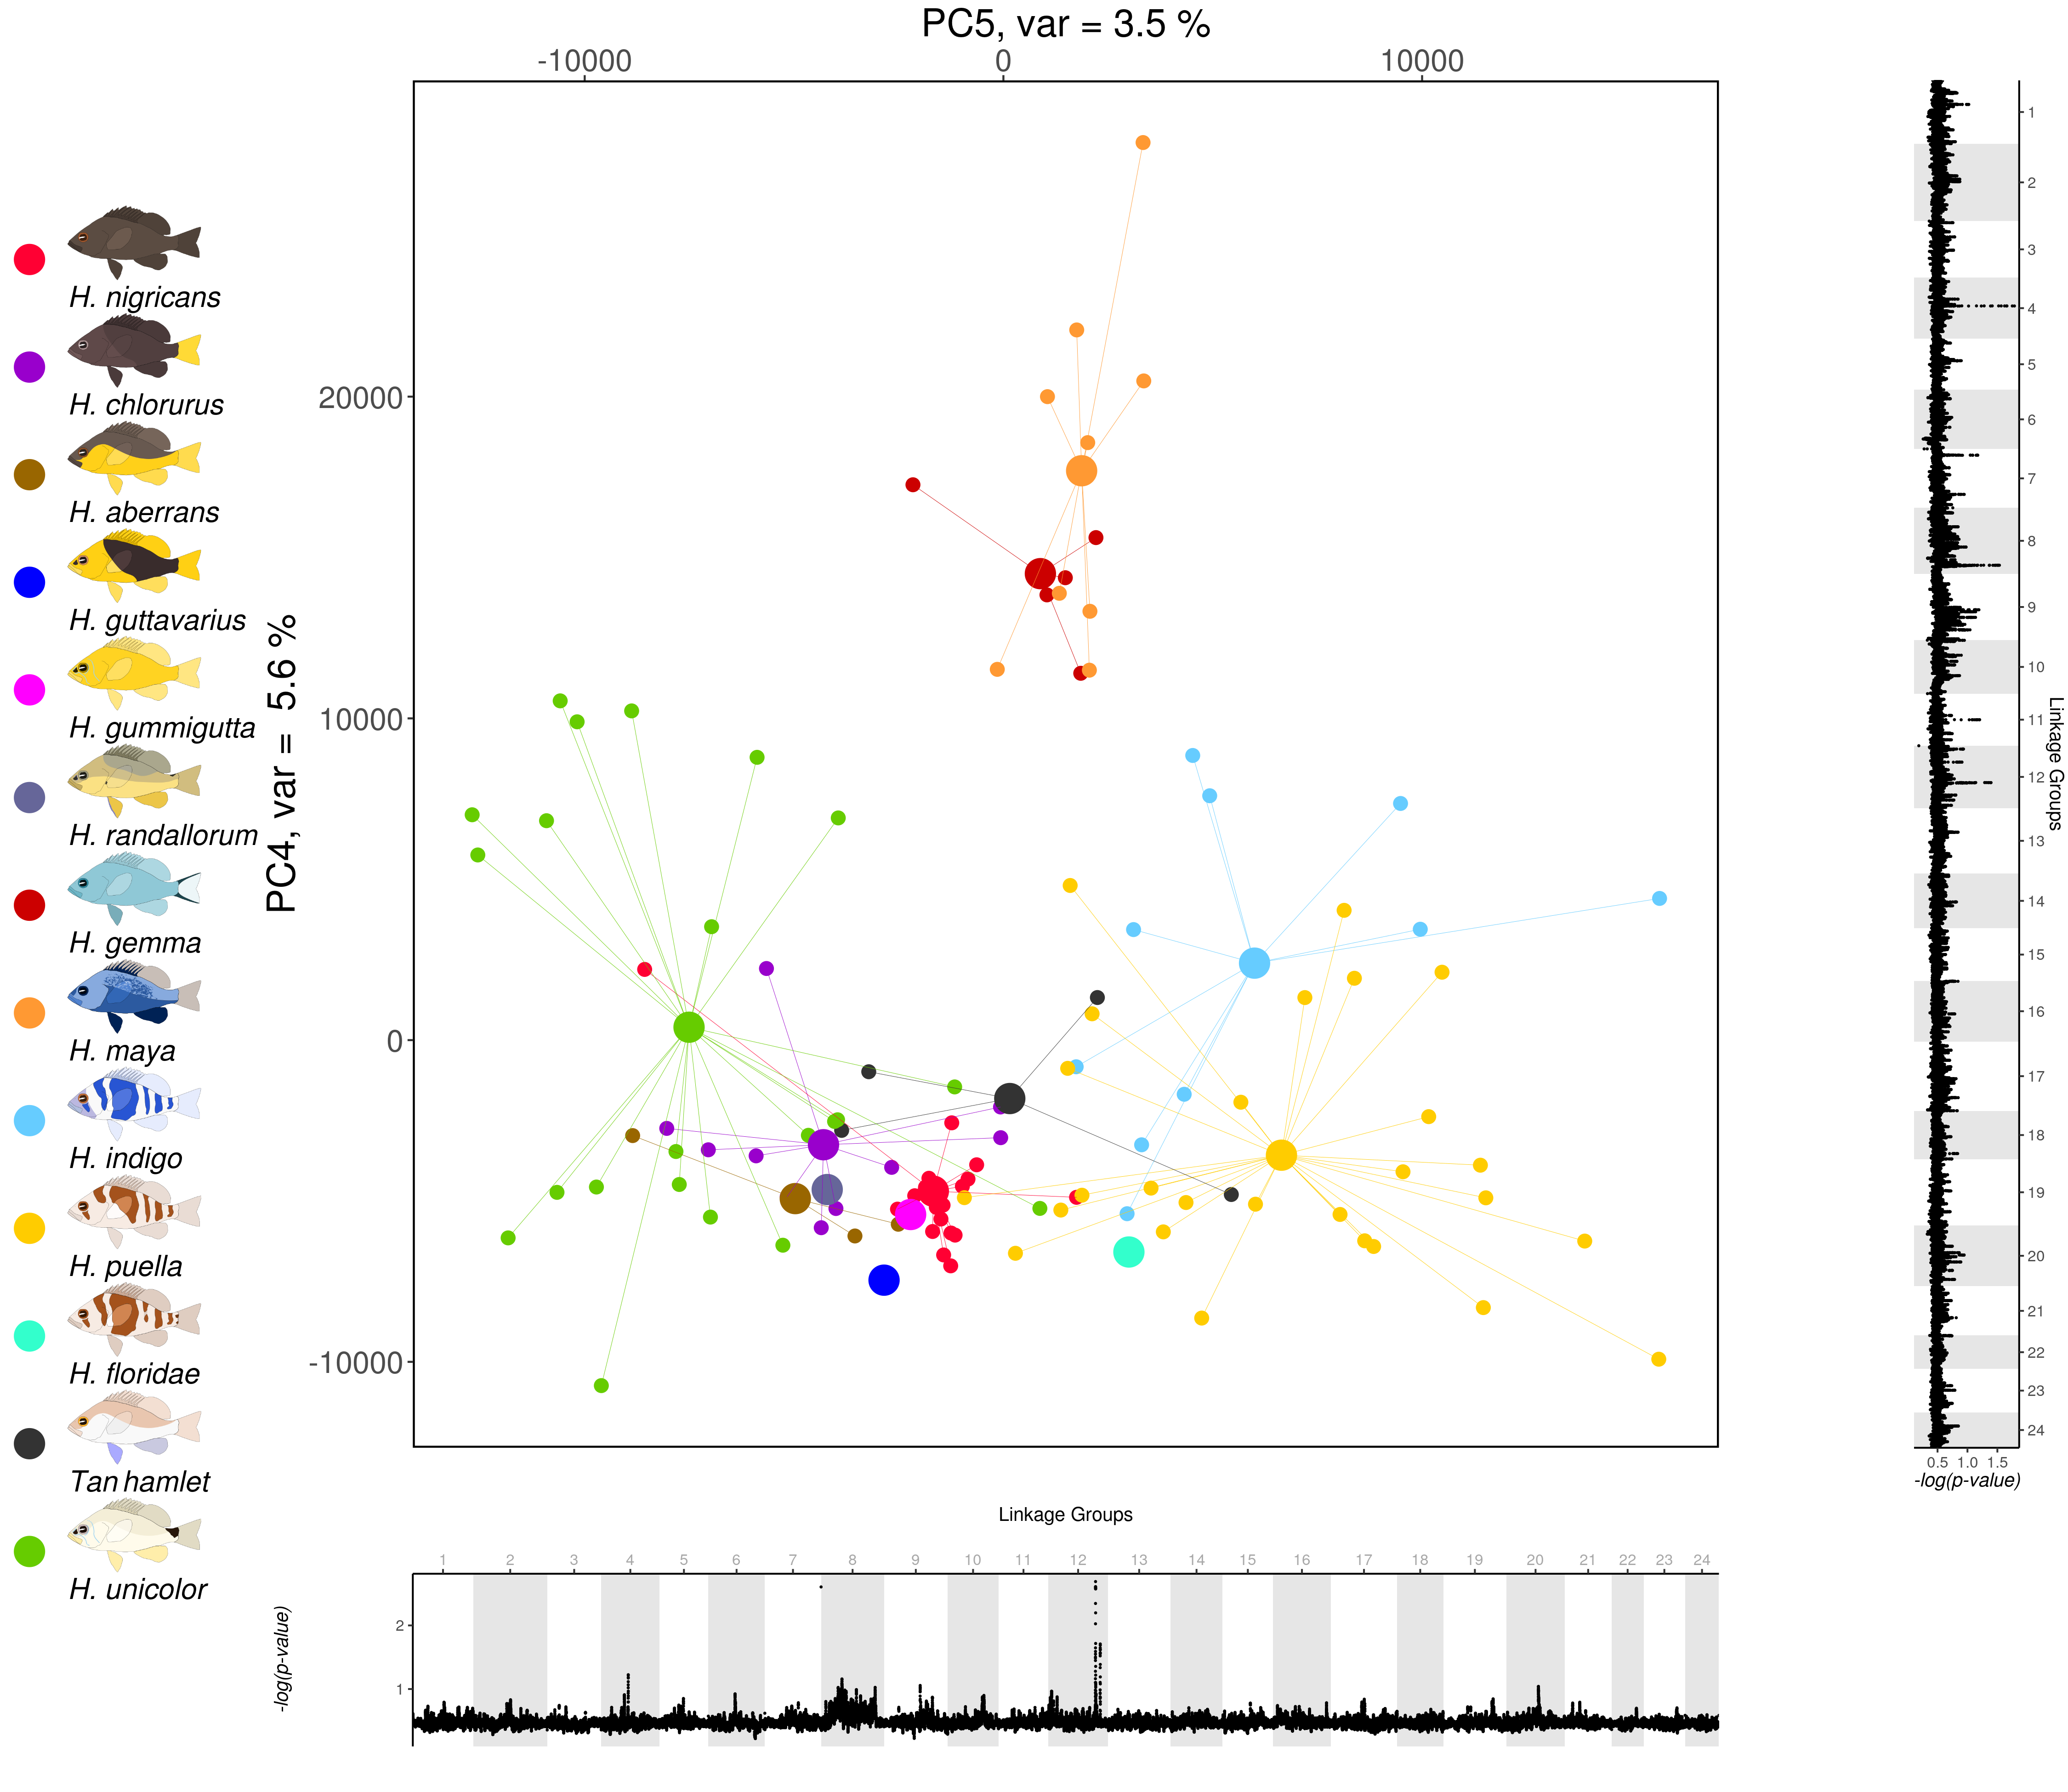 PC5, var = 3.5 %
-10000 0 10000
H. nigricans
H. chlorurus
H. aberrans
H. guttavarius
H. gummigutta
H. randallorum
H. gemma
H. maya
H. indigo
H. puella
H. floridae
Tan hamlet
H. unicolor
PC4, var = 5.6 %
20000
10000
0
-10000
1
2
3
4
5
6
7
8
9
10
11
12
13
14
15
16
17
18
19
20
21
22
23
24
Linkage Groups
0.5 1.0 1.5
-log(p-value)
Linkage Groups
1 2 3 4 5 6 7 8 9 10 11 12 13 14 15 16 17 18 19 20 21 22 23 24
-log(p-value)
2
1